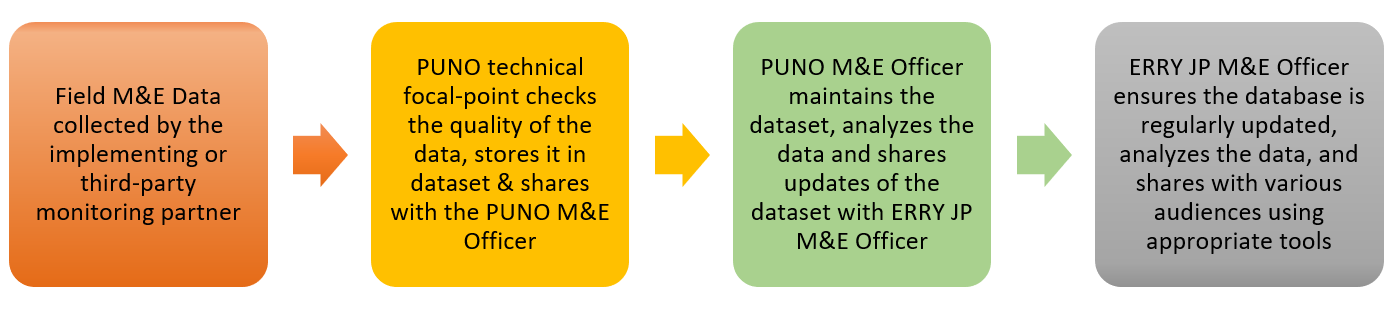 Field M&E Data
collected by the
implementing or
third-party
monitoring partner
PUNO technical
focal-point checks
the quality of the
data, stores it in
dataset & shares
with the PUNO M&E
Officer
PUNO M&E Officer
maintains the
dataset, analyzes the
data and shares
updates of the
dataset with ERRY JP
M&E Officer
ERRY JP M&E Officer
ensures the database is
regularly updated,
analyzes the data, and
shares with various
audiences using
appropriate tools